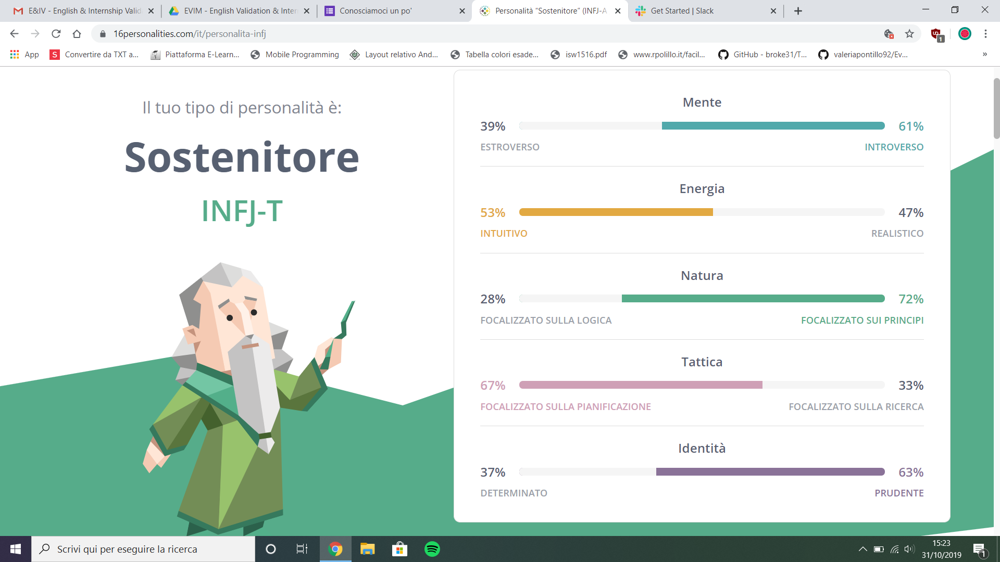 E&IV - English & Internship Valid
EVIM - English Validation & Inter
Conosciamoci un po'
Personalità “Sostenitore” (INFJ-A
Get Started | Slack
16personalities.com/it/personalita-infj
1
App
Convertire da TXT a...
Piattaforma E-Learn...
Mobile Programming
Layout relativo And...
Tabella colori esade...
isw1516.pdf
www.rpolillo.it/facil...
GitHub - broke31/T...
valeriapontillo92/Ev...
»
Il tuo tipo di personalità è:
Sostenitore
INFJ-T
Mente
39%
61%
ESTROVERSO
INTROVERSO
Energia
53%
47%
INTUITIVO
REALISTICO
Natura
28%
72%
FOCALIZZATO SULLA LOGICA
FOCALIZZATO SUI PRINCIPI
Tattica
67%
33%
FOCALIZZATO SULLA PIANIFICAZIONE
FOCALIZZATO SULLA RICERCA
Identità
37%
63%
DETERMINATO
PRUDENTE
Scrivi qui per eseguire la ricerca
15:23
31/10/2019
1